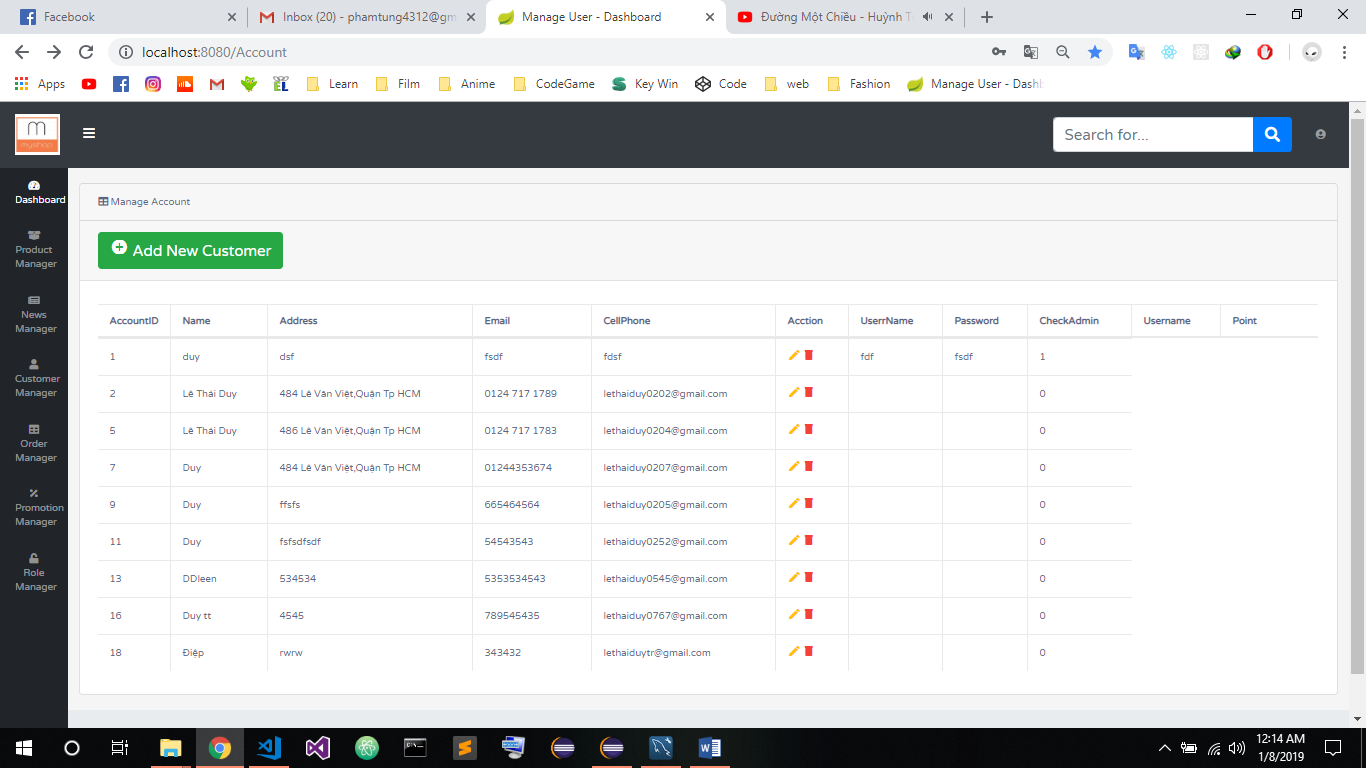 Facebook
Inbox (20) - phamtung4312@gm
Manage User - Dashboard
Đường Một Chiều - Huỳnh T
localhost:8080/Account
Apps
Learn
Film
Anime
CodeGame
Key Win
Code
web
Fashion
Manage User - Dashb
m
myshop
Search for...
Dashboard
Product Manager
News Manager
Customer Manager
Order Manager
Promotion Manager
Role Manager
Manage Account
Add New Customer
AccountID Name Address Email CellPhone Acction UserrName Password CheckAdmin Username Point
1 duy dsf fsdf fdsf fdf fsdf 1
2 Lê Thái Duy 484 Lê Văn Việt,Quận Tp HCM 0124 717 1789 lethaiduy0202@gmail.com 0
5 Lê Thái Duy 486 Lê Văn Việt,Quận Tp HCM 0124 717 1783 lethaiduy0204@gmail.com 0
7 Duy 484 Lê Văn Việt,Quận Tp HCM 01244353674 lethaiduy0207@gmail.com 0
9 Duy ffsfs 665464564 lethaiduy0205@gmail.com 0
11 Duy fsfsdfsdf 54543543 lethaiduy0252@gmail.com 0
13 DDleen 534534 5353534543 lethaiduy0545@gmail.com 0
16 Duy tt 4545 789545435 lethaiduy0767@gmail.com 0
18 Điệp rwrw 343432 lethaiduytr@gmail.com 0
12:14 AM
1/8/2019